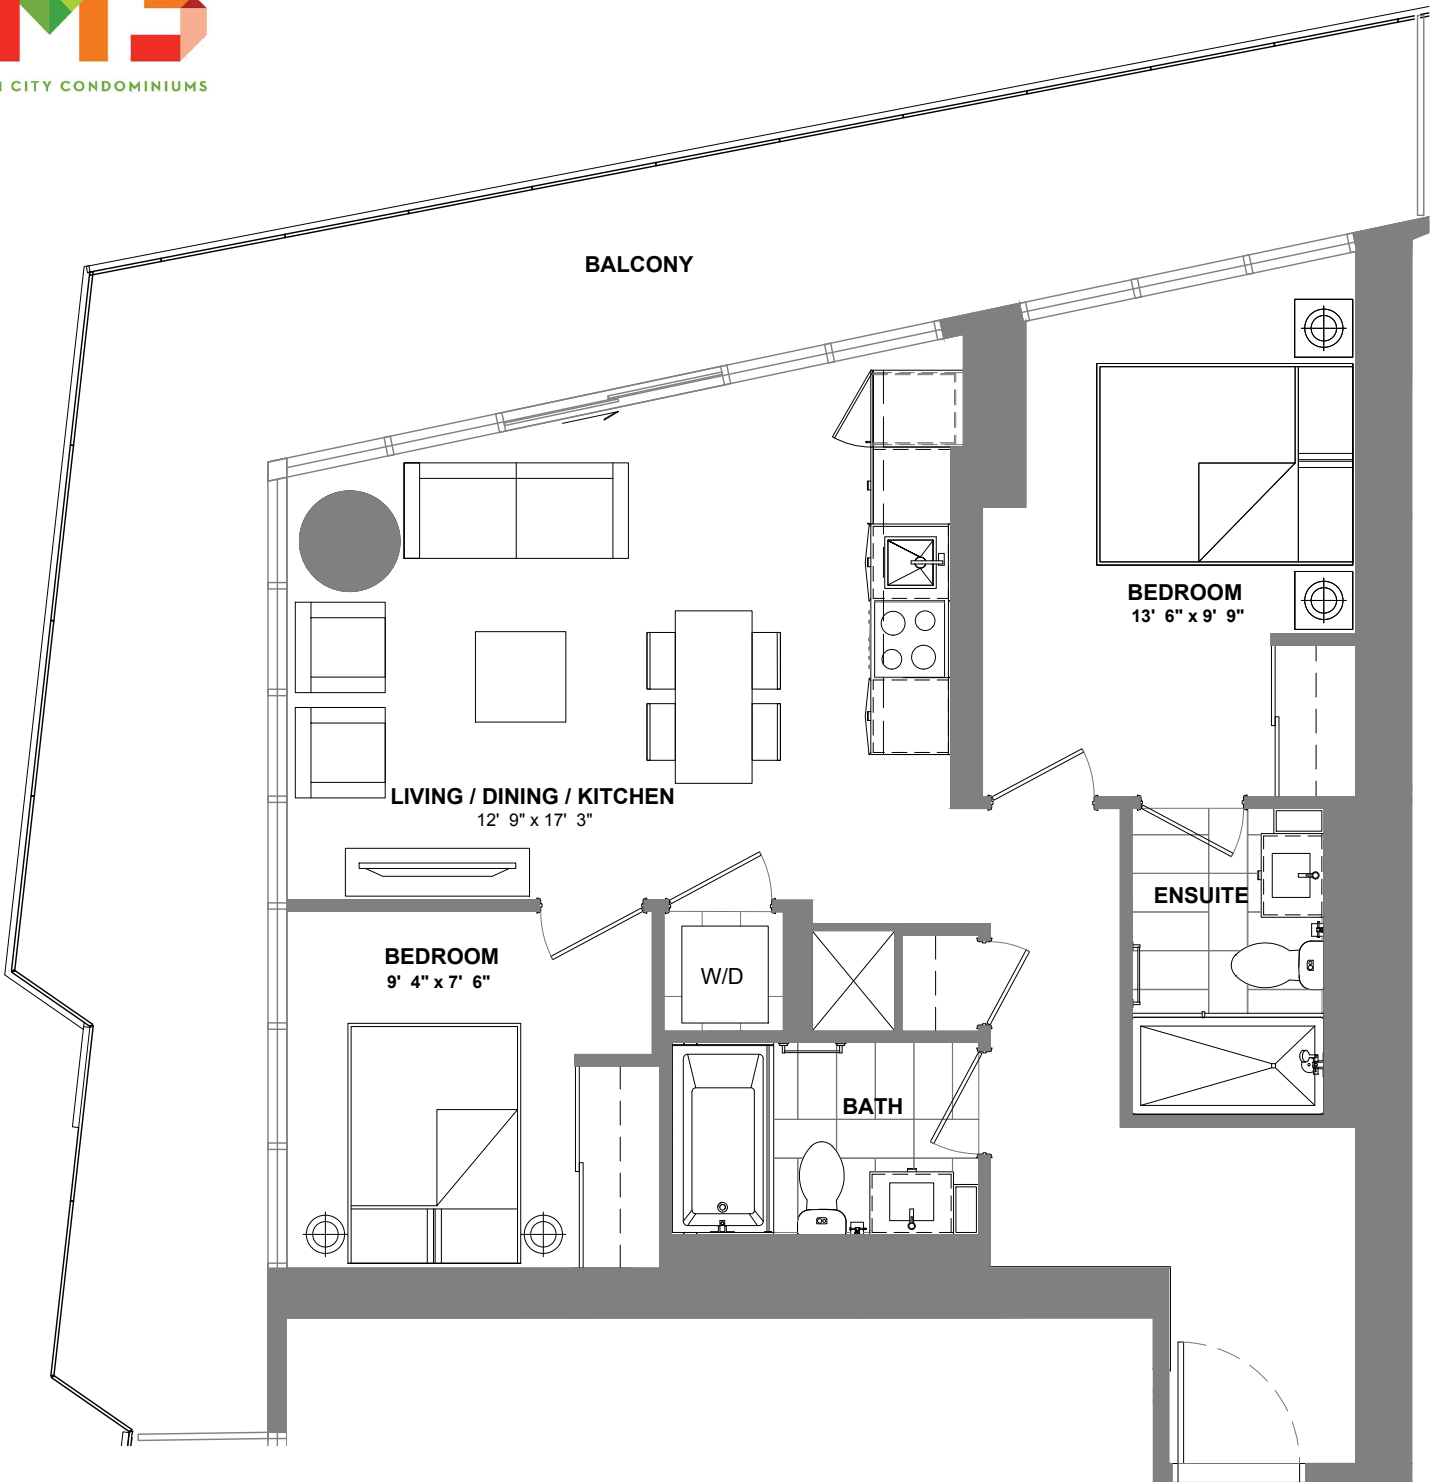 CITY CONDOMINIUMS
BALCONY
BEDROOM
13' 6" x 9' 9"
LIVING / DINING / KITCHEN
12' 9" x 17' 3"
ENSUITE
BEDROOM
9' 4" x 7' 6"
W/D
BATH